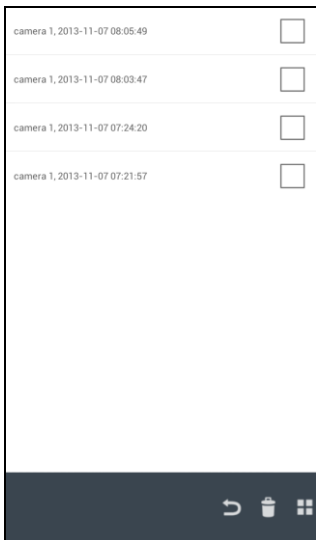 camera 1, 2013-11-07 08:05:49
camera 1, 2013-11-07 08:03:47
camera 1, 2013-11-07 07:24:20
camera 1, 2013-11-07 07:21:57